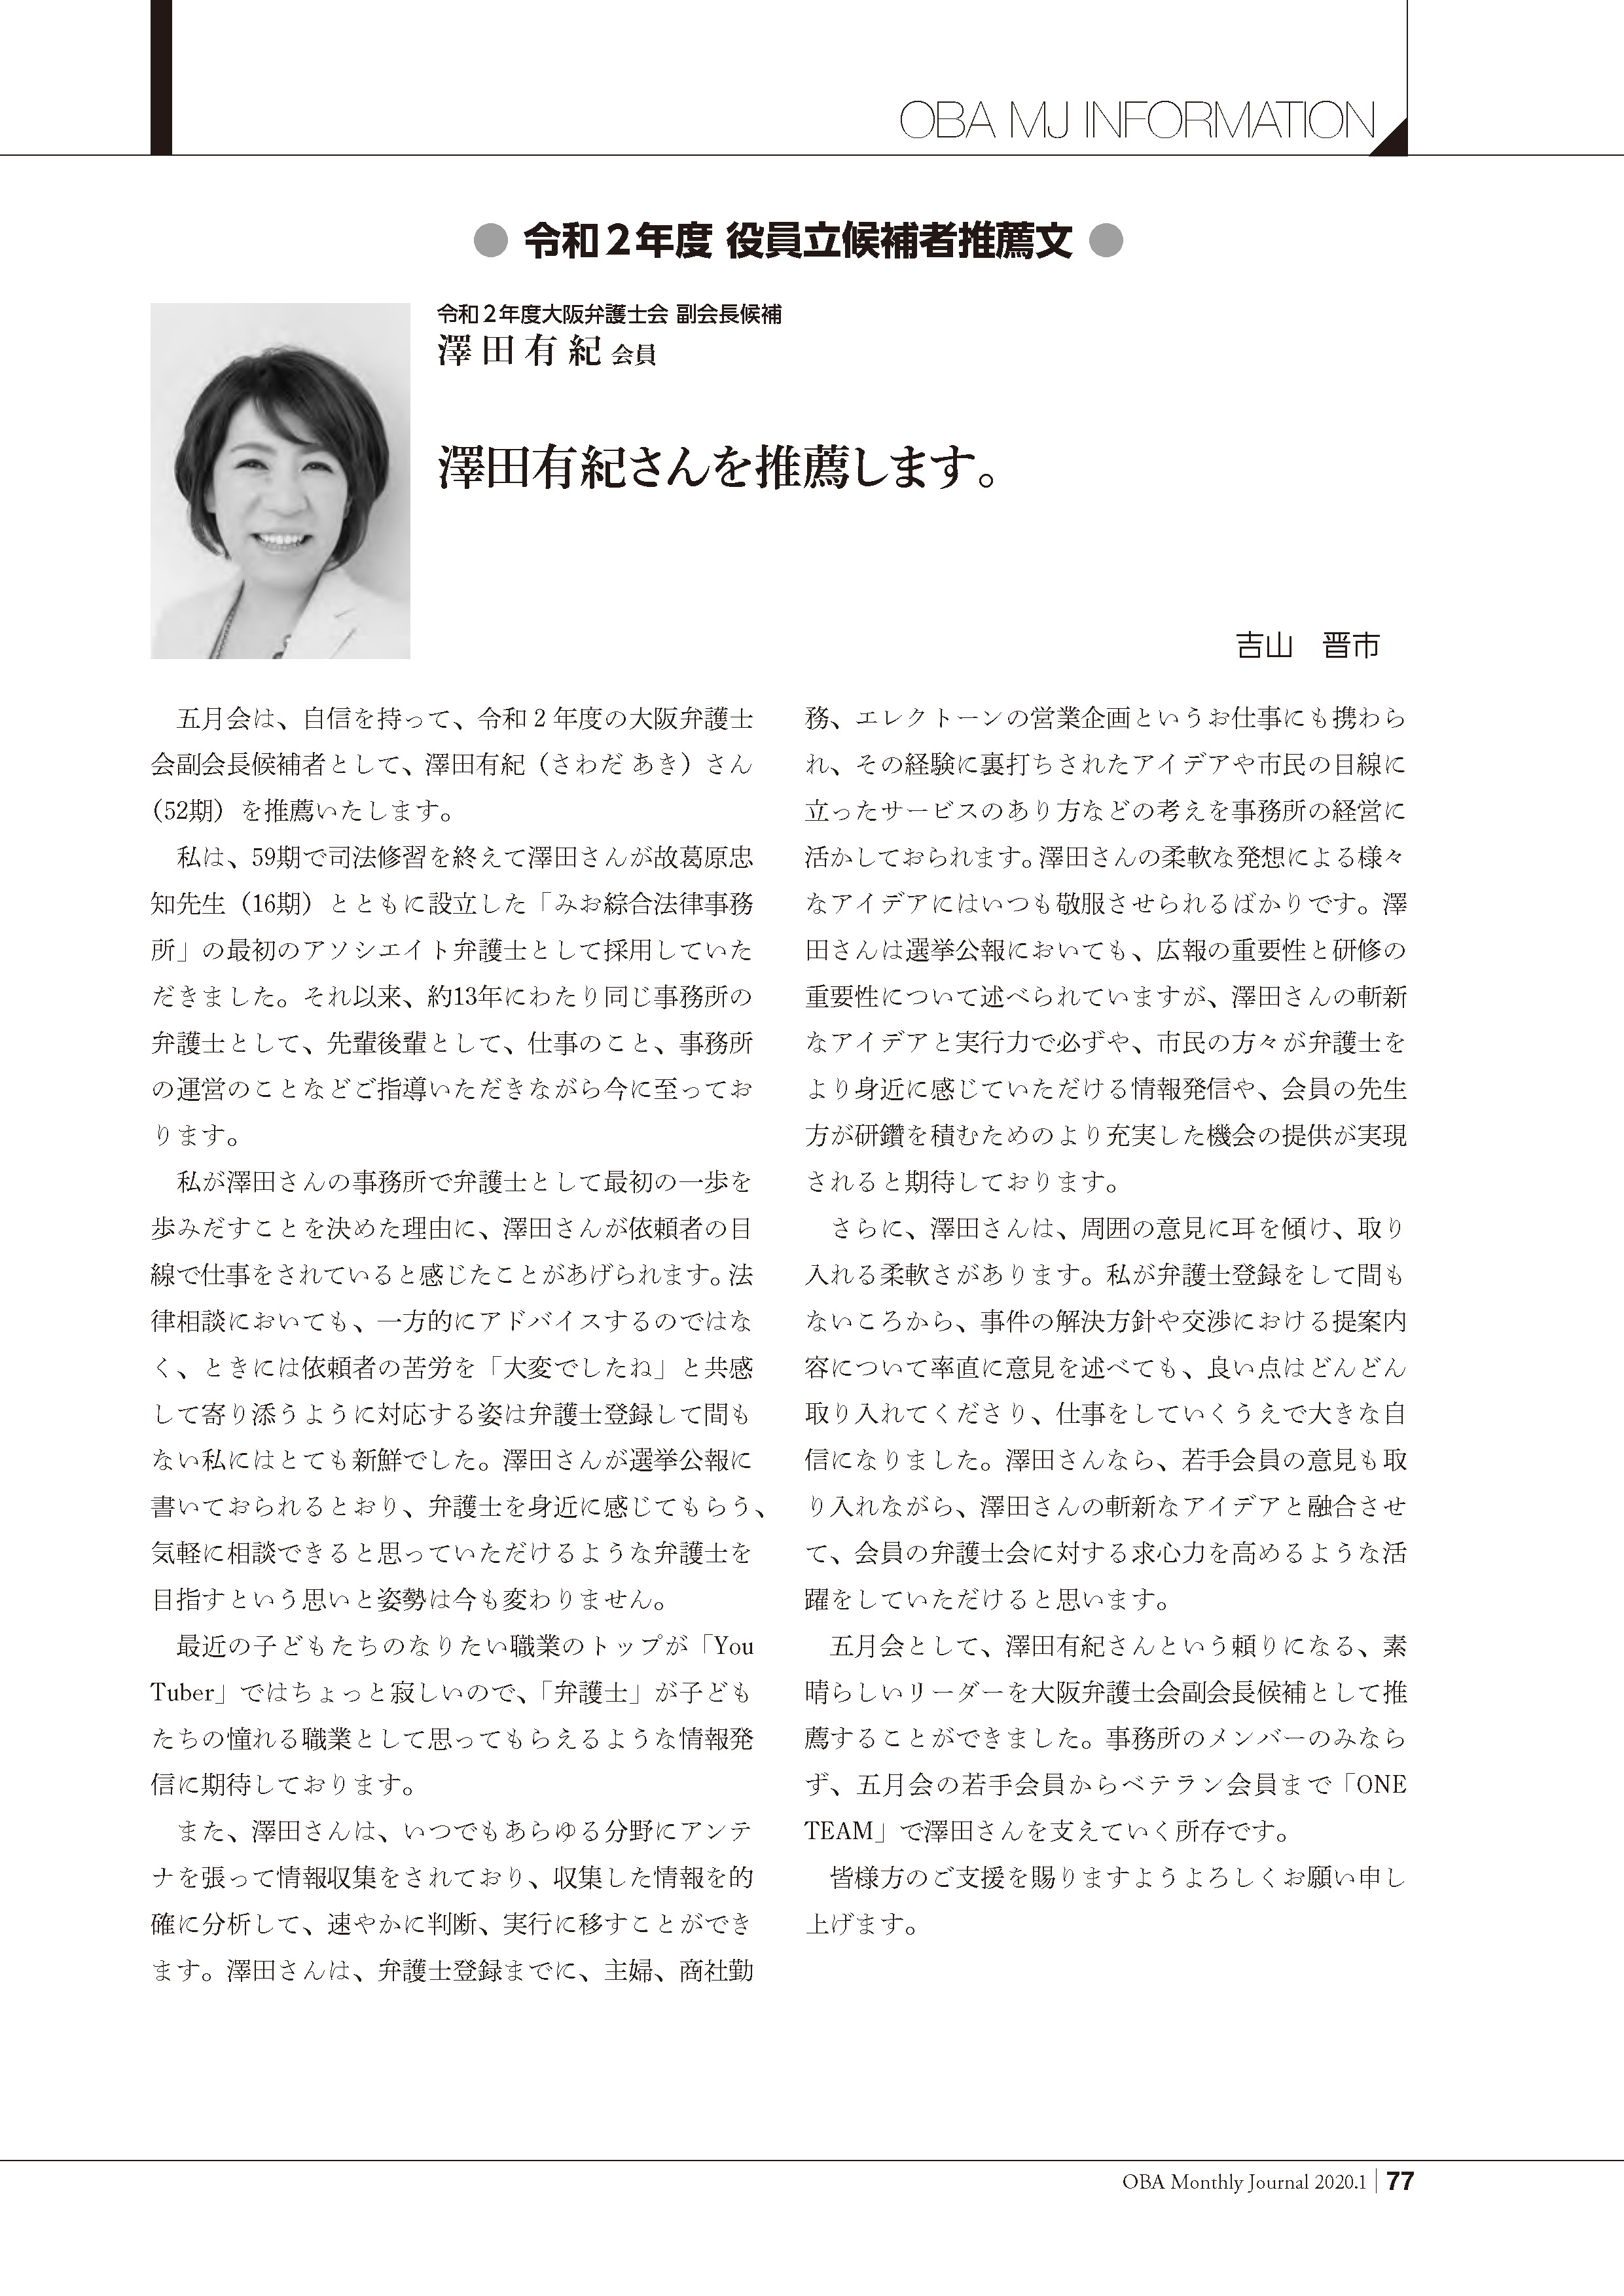 OBA MJ INFORMATION
● 令和2年度 役員立候補者推薦文 ●
令和2年度大阪弁護士会 副会長候補
澤田有紀 会員
澤田有紀さんを推薦します。
吉山　晋市
　五月会は、自信を持って、令和2年度の大阪弁護士
会副会長候補者として、澤田有紀（さわだ あき）さん
（52期）を推薦いたします。
　私は、59期で司法修習を終えて澤田さんが故葛原忠
知先生（16期）とともに設立した「みお綜合法律事務
所」の最初のアソシエイト弁護士として採用していた
だきました。それ以来、約13年にわたり同じ事務所の
弁護士として、先輩後輩として、仕事のこと、事務所
の運営のことなどご指導いただきながら今に至ってお
ります。
　私が澤田さんの事務所で弁護士として最初の一歩を
歩みだすことを決めた理由に、澤田さんが依頼者の目
線で仕事をされていると感じたことがあげられます。法
律相談においても、一方的にアドバイスするのではな
く、ときには依頼者の苦労を「大変でしたね」と共感
して寄り添うように対応する姿は弁護士登録して間も
ない私にはとても新鮮でした。澤田さんが選挙公報に
書いておられるとおり、弁護士を身近に感じてもらう、
気軽に相談できると思っていただけるような弁護士を
目指すという思いと姿勢は今も変わりません。
　最近の子どもたちのなりたい職業のトップが「You
Tuber」ではちょっと寂しいので、「弁護士」が子ども
たちの憧れる職業として思ってもらえるような情報発
信に期待しております。
　また、澤田さんは、いつでもあらゆる分野にアンテ
ナを張って情報収集をされており、収集した情報を的
確に分析して、速やかに判断、実行に移すことができ
ます。澤田さんは、弁護士登録までに、主婦、商社勤
務、エレクトーンの営業企画というお仕事にも携わら
れ、その経験に裏打ちされたアイデアや市民の目線に
立ったサービスのあり方などの考えを事務所の経営に
活かしておられます。澤田さんの柔軟な発想による様々
なアイデアにはいつも敬服させられるばかりです。澤
田さんは選挙公報においても、広報の重要性と研修の
重要性について述べられていますが、澤田さんの斬新
なアイデアと実行力で必ずや、市民の方々が弁護士を
より身近に感じていただける情報発信や、会員の先生
方が研鑽を積むためのより充実した機会の提供が実現
されると期待しております。
　さらに、澤田さんは、周囲の意見に耳を傾け、取り
入れる柔軟さがあります。私が弁護士登録をして間も
ないころから、事件の解決方針や交渉における提案内
容について率直に意見を述べても、良い点はどんどん
取り入れてくださり、仕事をしていくうえで大きな自
信になりました。澤田さんなら、若手会員の意見も取
り入れながら、澤田さんの斬新なアイデアと融合させ
て、会員の弁護士会に対する求心力を高めるような活
躍をしていただけると思います。
　五月会として、澤田有紀さんという頼りになる、素
晴らしいリーダーを大阪弁護士会副会長候補として推
薦することができました。事務所のメンバーのみなら
ず、五月会の若手会員からベテラン会員まで「ONE
TEAM」で澤田さんを支えていく所存です。
　皆様方のご支援を賜りますようよろしくお願い申し
上げます。
OBA Monthly Journal 2020.1 | 77